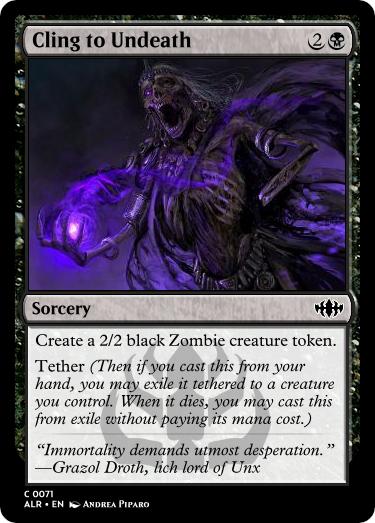 Cling to Undeath 2
Sorcery
Create a 2/2 black Zombie creature token.
Tether (Then if you cast this from your
hand, you may exile it tethered to a creature
you control. When it dies, you may cast this
from exile without paying its mana cost.)
“Immortality demands utmost desperation.”
—Grazol Droth, lich lord of Unx
C 0071
ALR • EN Andrea Piparo